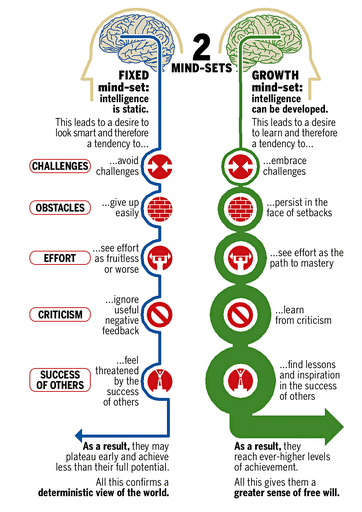 2
MIND-SETS
FIXED
mind-set:
intelligence
is static.
This leads to a desire to
look smart and therefore
a tendency to...
GROWTH
mind-set:
intelligence
can be developed.
This leads to a desire
to learn and therefore
a tendency to...
CHALLENGES
...avoid
challenges
...embrace
challenges
OBSTACLES
...give up
easily
...persist in the
face of setbacks
EFFORT
...see effort
as fruitless
or worse
...see effort as the
path to mastery
CRITICISM
...ignore
useful
negative
feedback
...learn
from criticism
SUCCESS
OF OTHERS
...feel
threatened
by the
success
of others
...find lessons
and inspiration
in the success
of others
As a result, they may
plateau early and achieve
less than their full potential.
All this confirms a
deterministic view of the world.
As a result, they
reach ever-higher levels
of achievement.
All this gives them a
greater sense of free will.